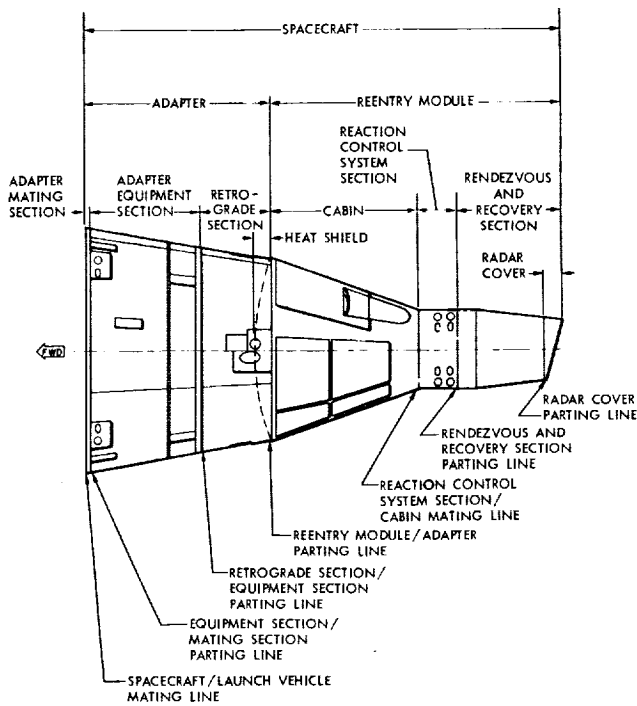 SPACECRAFT
ADAPTER
REENTRY MODULE
REACTION
CONTROL
SYSTEM
SECTION
RENDEZVOUS
AND
RECOVERY
SECTION
ADAPTER
MATING
SECTION
ADAPTER
EQUIPMENT
SECTION
RETRO-
GRADE
SECTION
CABIN
HEAT SHIELD
RADAR
COVER
FWD
RADAR COVER
PARTING LINE
RENDEZVOUS AND
RECOVERY SECTION
PARTING LINE
REACTION CONTROL
SYSTEM SECTION/
CABIN MATING LINE
REENTRY MODULE/ADAPTER
PARTING LINE
RETROGRADE SECTION/
EQUIPMENT SECTION
PARTING LINE
EQUIPMENT SECTION/
MATING SECTION
PARTING LINE
SPACECRAFT/LAUNCH VEHICLE
MATING LINE